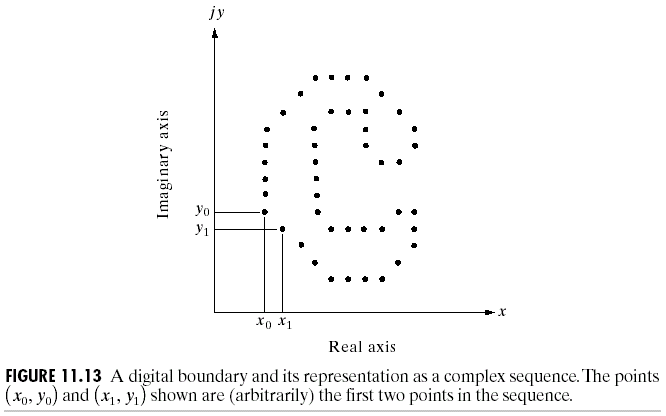 jy
Imaginary axis
y0
y1
x0 x1
x
Real axis
FIGURE 11.13 A digital boundary and its representation as a complex sequence. The points
(x0, y0) and (x1, y1) shown are (arbitrarily) the first two points in the sequence.